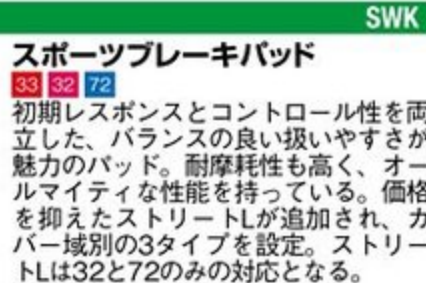 SWK
スポーツブレーキパッド
33 32 72
初期レスポンスとコントロール性を両
立した、バランスの良い扱いやすさが
魅力のパッド。耐摩耗性も高く、オー
ルマイティな性能を持っている。価格
を抑えたストリートLが追加され、カ
バー域別の3タイプを設定。ストリー
トLは32と72のみの対応となる。